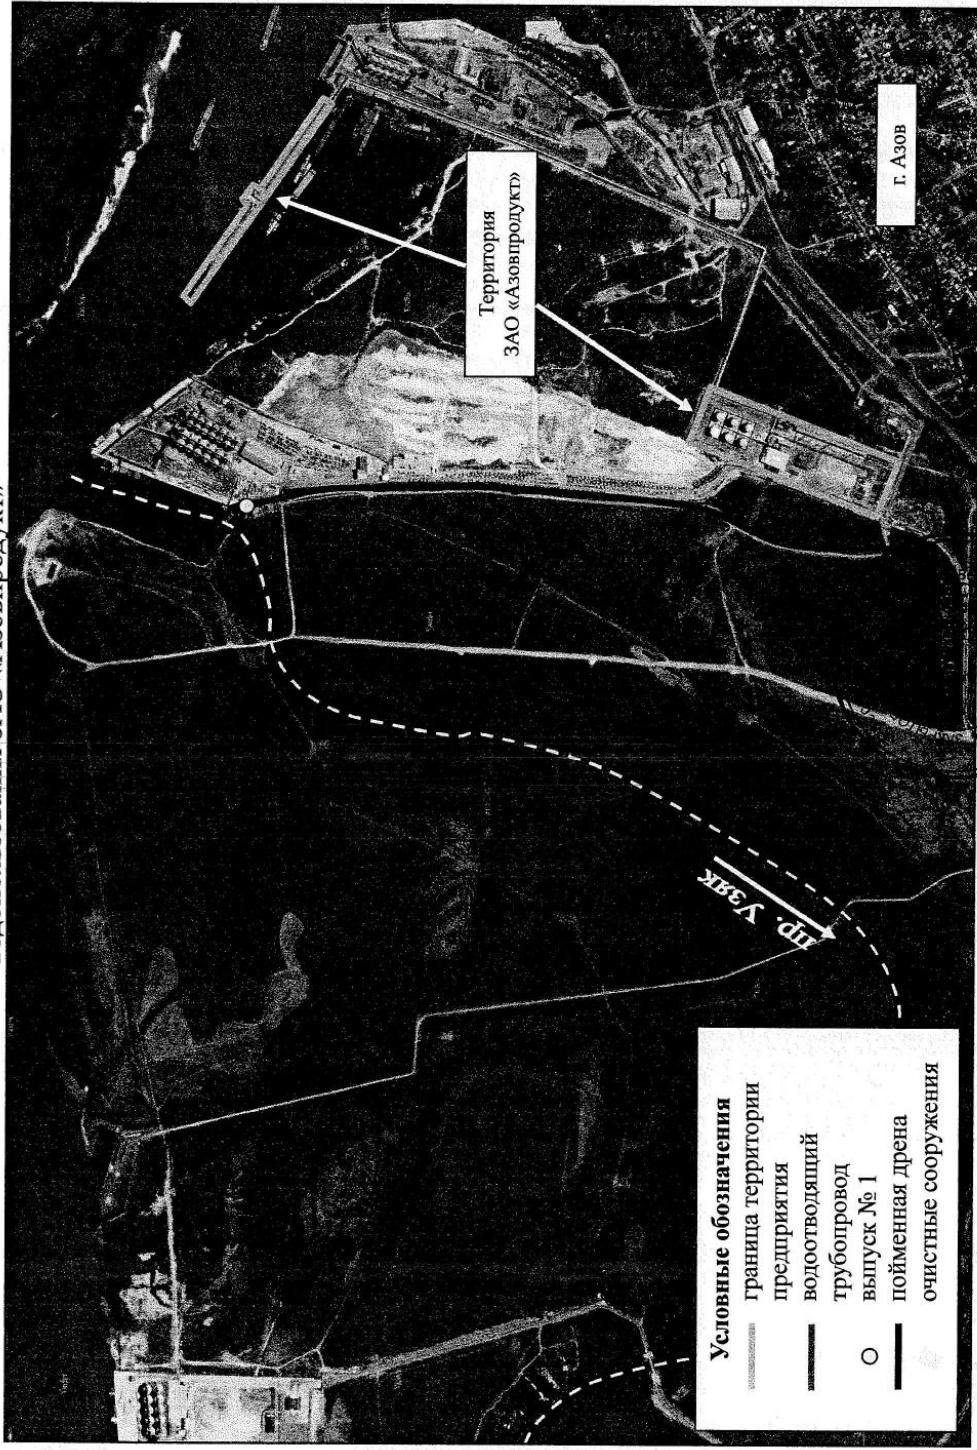 Территория
ЗАО «Азовпродукт»
г. Азов
пр. Узяк
Условные обозначения
граница территории
предприятия
водоотводящий
трубопровод
выпуск № 1
пойменная дрена
очистные сооружения